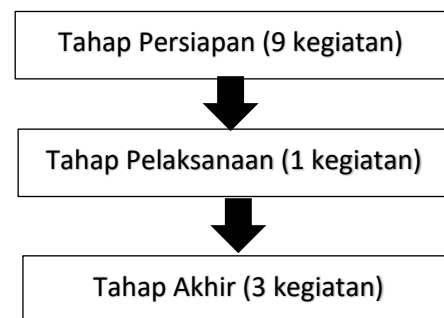 Tahap Persiapan (9 kegiatan)
Tahap Pelaksanaan (1 kegiatan)
Tahap Akhir (3 kegiatan)